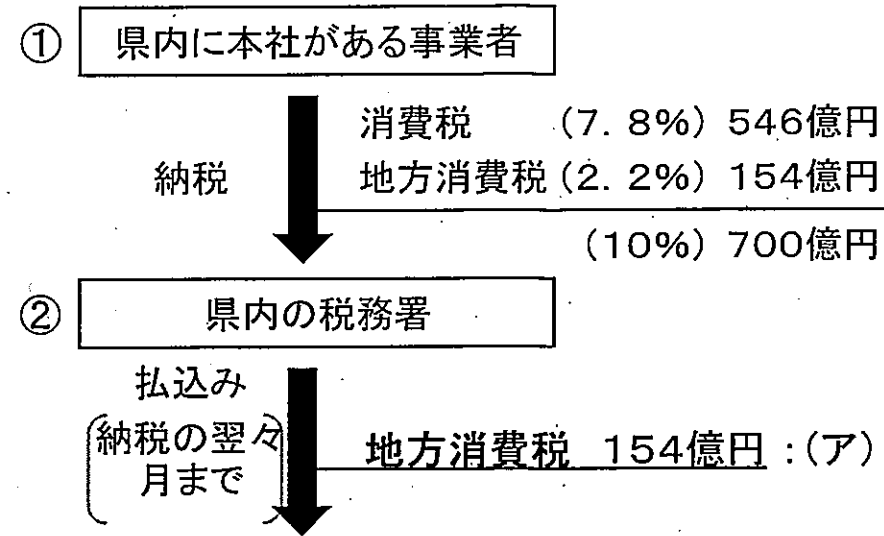 ① 県内に本社がある事業者
消費税 (7.8%) 546億円
納税 地方消費税(2.2%) 154億円
(10%) 700億円
② 県内の税務署
払込み
(納税の翌々月まで)
地方消費税 154億円:(ア)